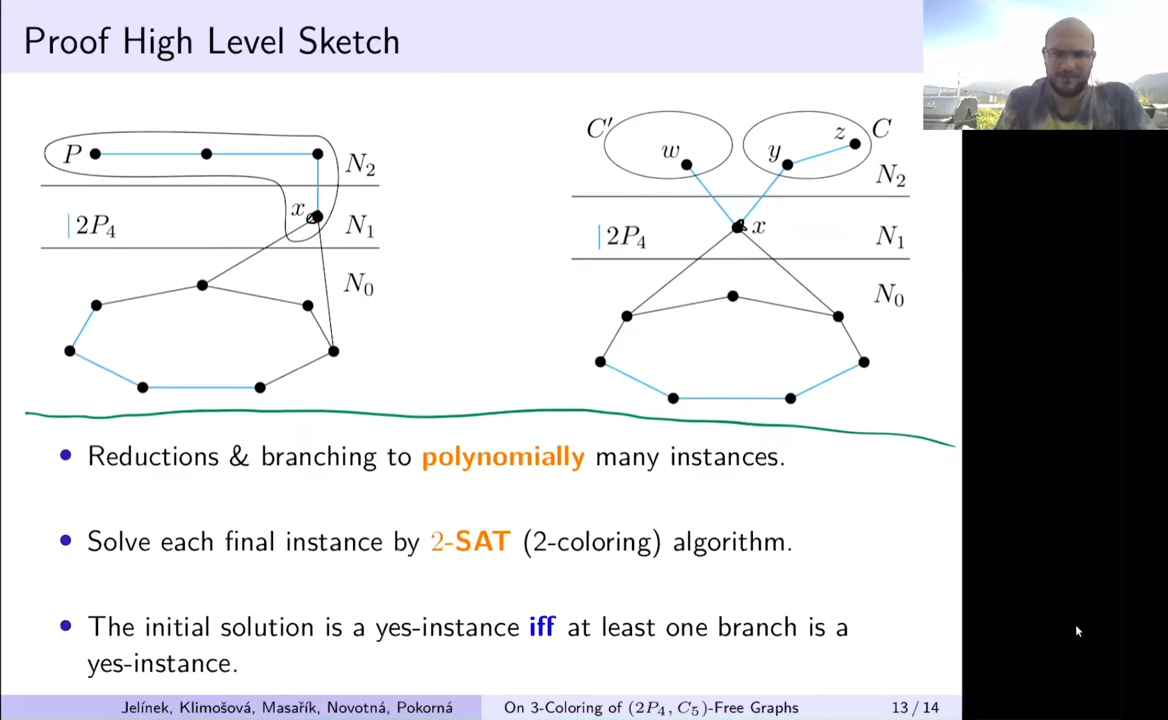 Proof High Level Sketch
P
N₂
x
|2P₄
N₁
N₀
C′
w
y
z
C
N₂
|2P₄
x
N₁
N₀
• Reductions & branching to polynomially many instances.
• Solve each final instance by 2-SAT (2-coloring) algorithm.
• The initial solution is a yes-instance iff at least one branch is a
yes-instance.
Jelínek, Klimošová, Masařík, Novotná, Pokorná
On 3-Coloring of (2P₄, C₅)-Free Graphs
13 / 14